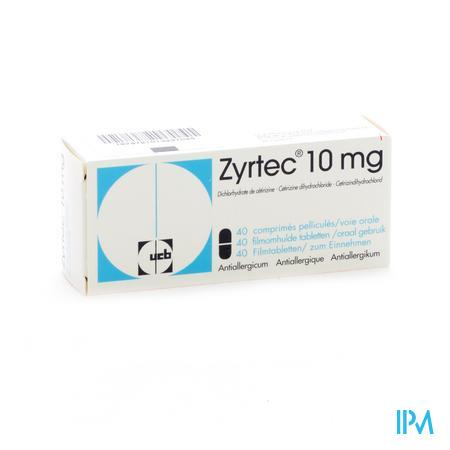 Zyrtec® 10 mg
Dichlorhydrate de cétirizine - Cetirizine dihydrochloride - Cetirizindihydrochlorid
40 comprimés pelliculés/voie orale
40 filmomhulde tabletten/oraal gebruik
40 Filmtabletten/ zum Einnehmen
Antiallergicum Antiallergique Antiallergikum
ucb
IPM